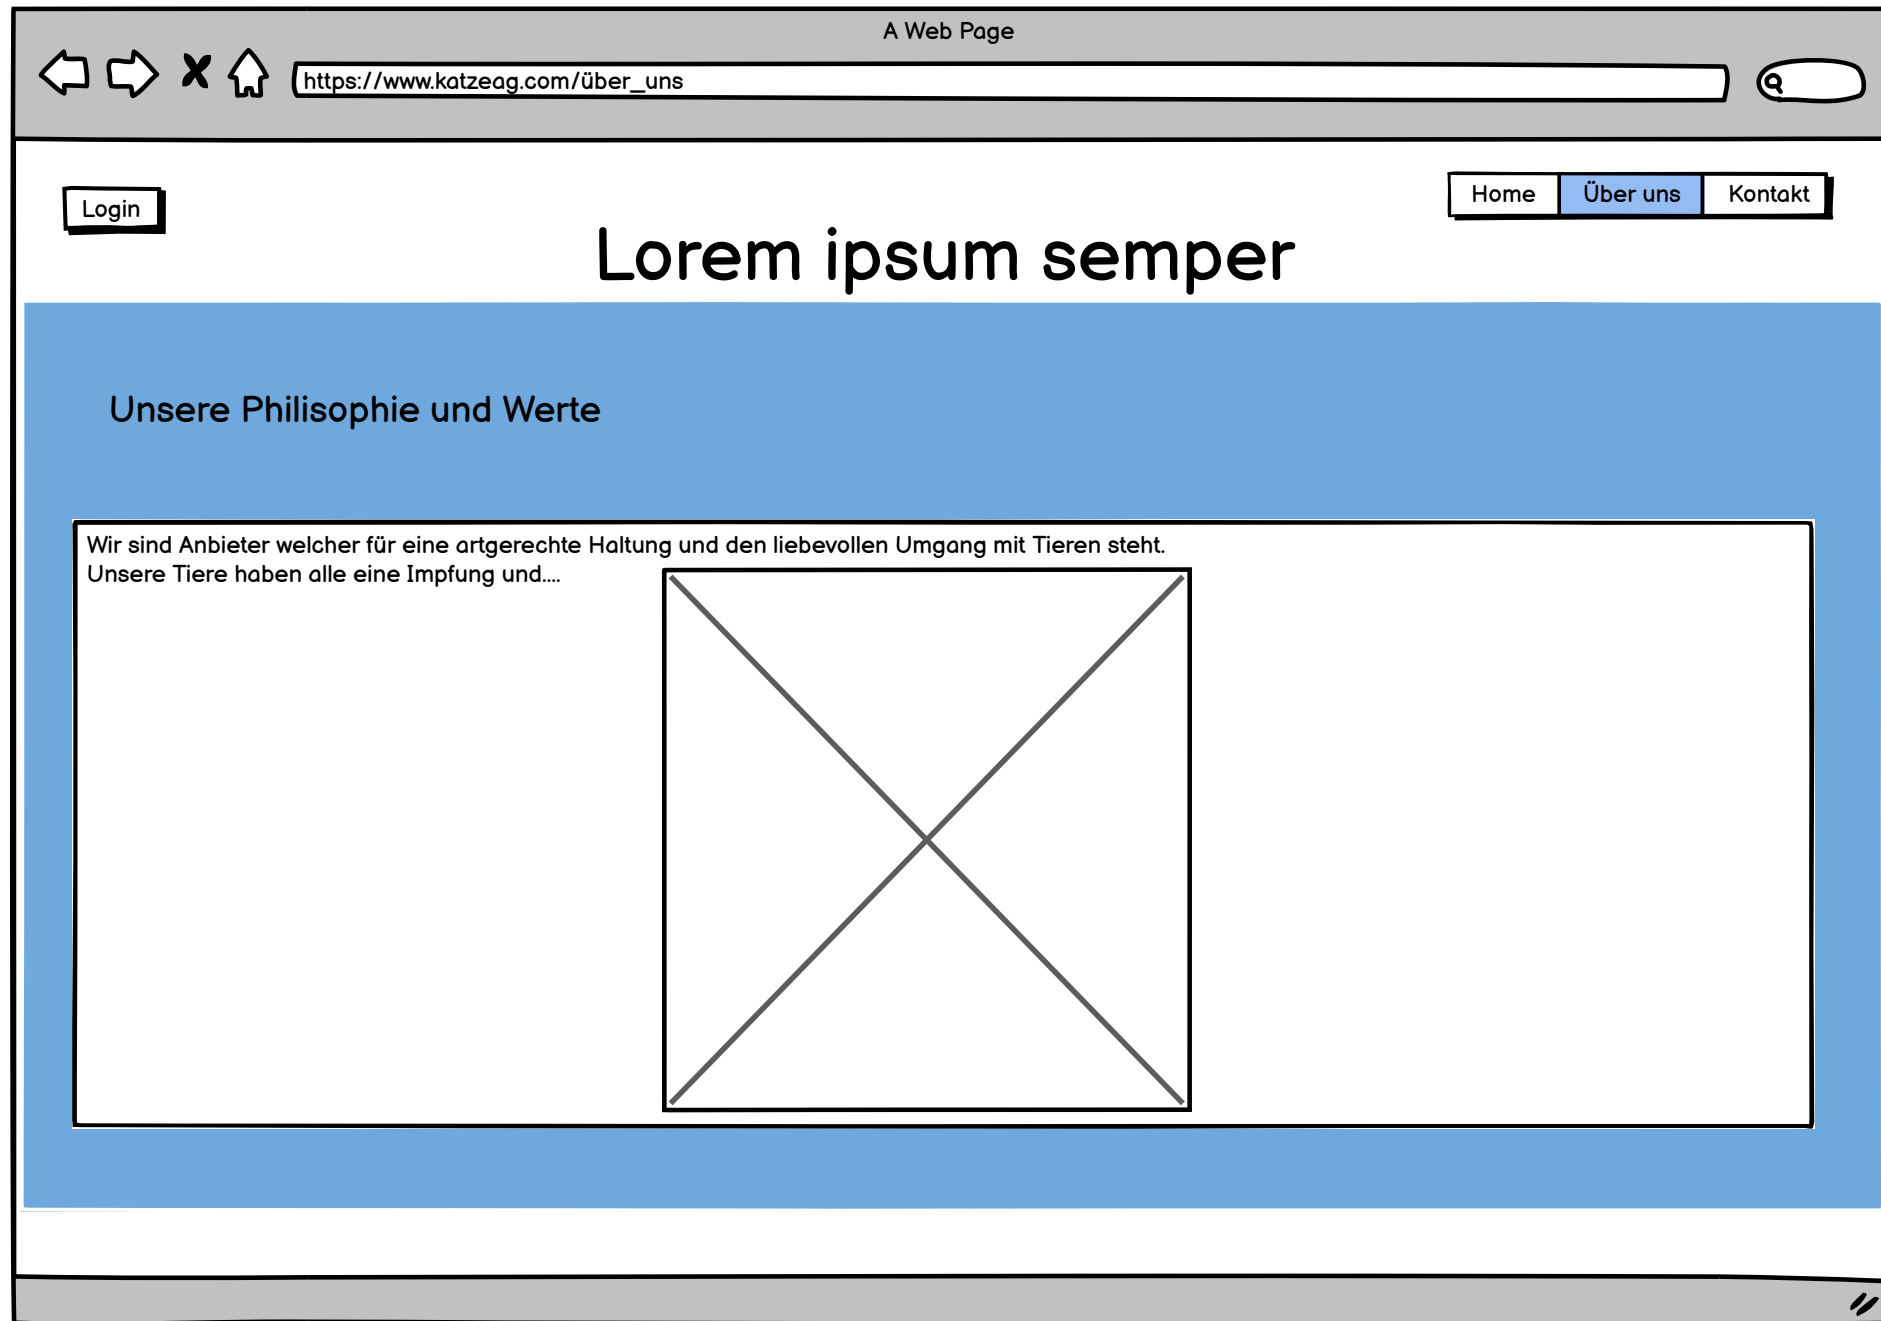 A Web Page
https://www.katzeag.com/über_uns
Login
Home Über uns Kontakt
Lorem ipsum semper
Unsere Philisophie und Werte
Wir sind Anbieter welcher für eine artgerechte Haltung und den liebevollen Umgang mit Tieren steht.
Unsere Tiere haben alle eine Impfung und....